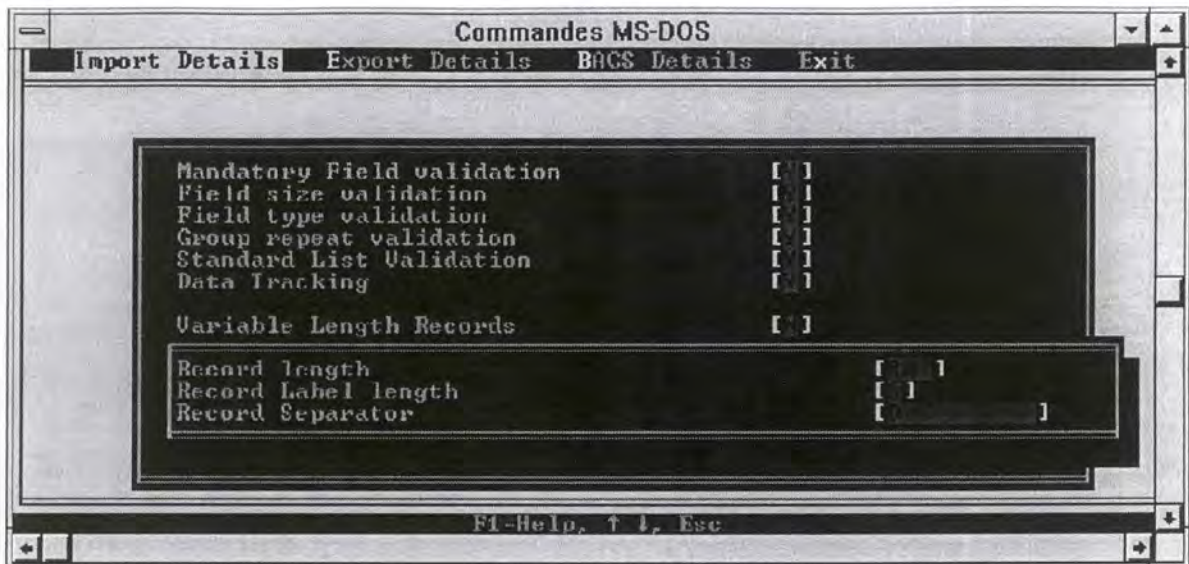 Commandes MS-DOS
Import Details Export Details BACS Details Exit
Mandatory Field validation [ ]
Field size validation [ ]
Field type validation [ ]
Group repeat validation [ ]
Standard List Validation [ ]
Data Tracking [ ]
Variable Length Records [ ]
Record length [ ]
Record Label length [ ]
Record Separator [ ]
F1-Help, ↑ ↓, Esc